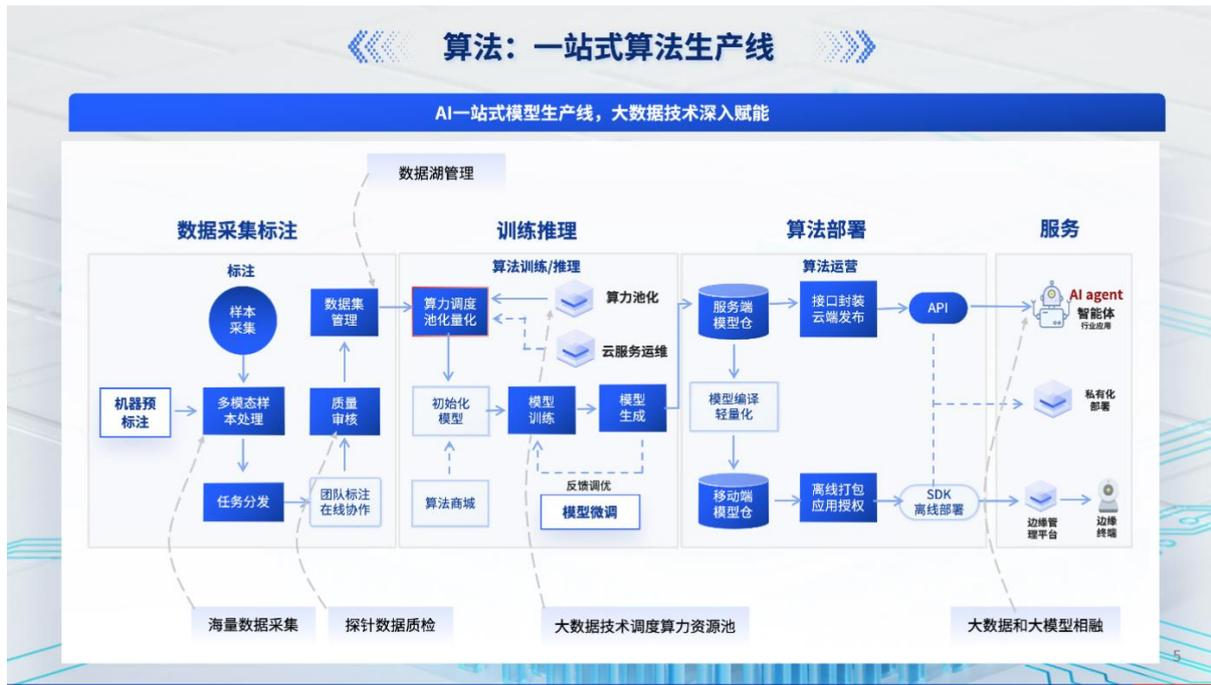 算法：一站式算法生产线
AI一站式模型生产线，大数据技术深入赋能
数据湖管理
数据采集标注
训练推理
算法部署
服务
标注
样本
采集
机器预
标注
多模态样
本处理
任务分发
团队标注
在线协作
质量
审核
数据集
管理
算法训练/推理
算力调度
池化量化
算力池化
云服务运维
初始化
模型
模型
训练
模型
生成
算法商城
反馈调优
模型微调
算法运营
服务端
模型仓
接口封装
云端发布
API
模型编译
轻量化
移动端
模型仓
离线打包
应用授权
SDK
离线部署
AI agent
智能体
行业应用
私有化
部署
边缘管
理平台
边缘
终端
海量数据采集
探针数据质检
大数据技术调度算力资源池
大数据和大模型相融
5